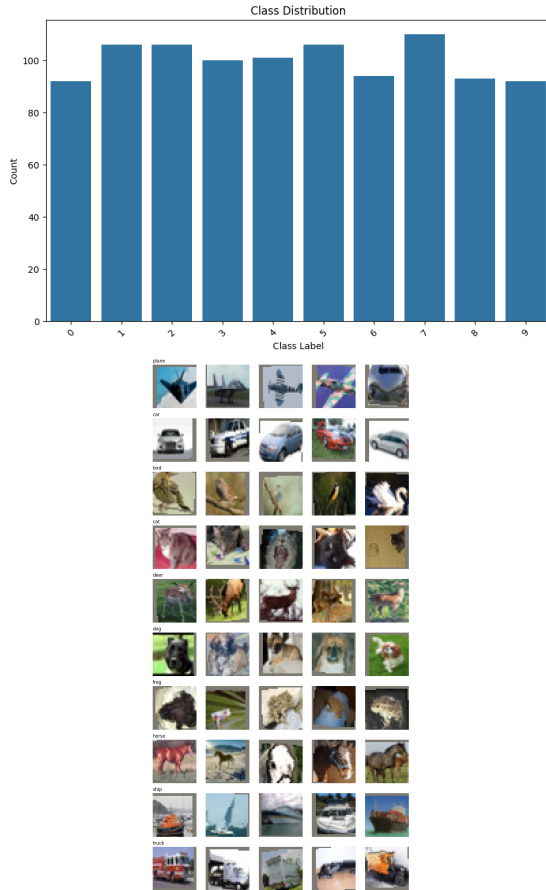 Class Distribution
100
80
60
40
20
0
Count
0 1 2 3 4 5 6 7 8 9
Class Label
plane
car
bird
cat
deer
dog
frog
horse
ship
truck